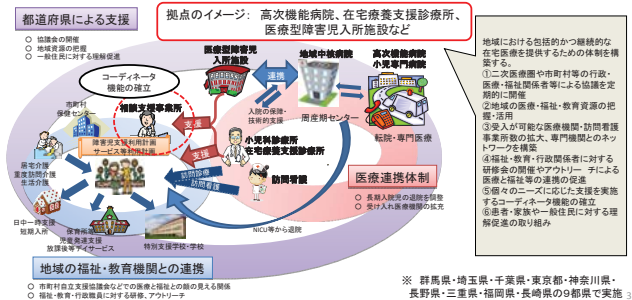 都道府県による支援
○ 協議会の開催
○ 地域資源の把握
○ 一般住民に対する理解促進
拠点のイメージ: 高次機能病院、在宅療養支援診療所、
医療型障害児入所施設など
コーディネータ
機能の確立
医療型障害児
入所施設
地域中核病院
高次機能病院
小児専門病院
連携
市町村
保健センター
相談支援事業所
支援
入院の保障・
技術的支援
周産期センター
転院・専門医療
障害児支援利用計画
サービス等利用計画
小児科診療所
在宅療養支援診療所
支援
居宅介護
重度訪問介護
生活介護
訪問診療
訪問看護
訪問看護
医療連携体制
○ 長期入院児の退院を調整
○ 受け入れ医療機関の拡充
日中一時支援
短期入所
保育所等
児童発達支援
放課後等デイサービス
特別支援学校・学校
NICU等から退院
地域の福祉・教育機関との連携
○ 市町村自立支援協議会などでの医療と福祉との顔の見える関係
○ 福祉・教育・行政職員に対する研修、アウトリーチ
地域における包括的かつ継続的な
在宅医療を提供するための体制を
構築する。
①二次医療圏や市町村等の行政・
医療・福祉関係者等による協議を定
期的に開催
②地域の医療・福祉・教育資源の把
握・活用
③受入が可能な医療機関・訪問看護
事業所数の拡大、専門機関とのネッ
トワークを構築
④福祉・教育・行政関係者に対する
研修会の開催やアウトリーチによる
医療と福祉等の連携の促進
⑤個々のニーズに応じた支援を実施
するコーディネータ機能の確立
⑥患者・家族や一般住民に対する理
解促進の取り組み
※ 群馬県・埼玉県・千葉県・東京都・神奈川県・
長野県・三重県・福岡県・長崎県の9都県で実施
3